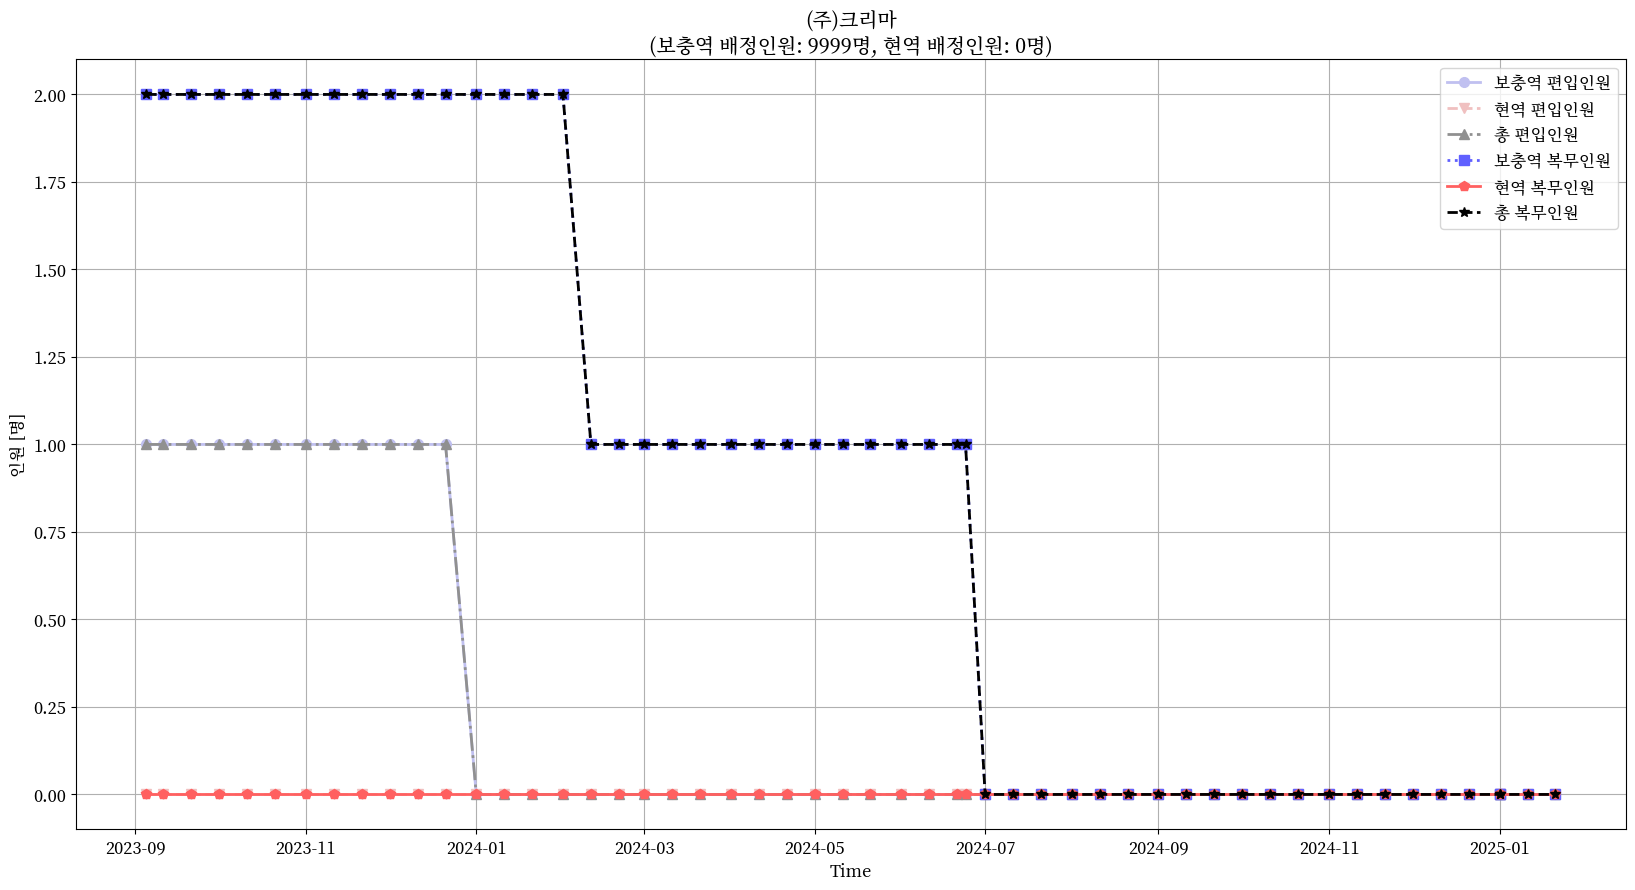 (주)크리마
(보충역 배정인원: 9999명, 현역 배정인원: 0명)
보충역 편입인원
현역 편입인원
총 편입인원
보충역 복무인원
현역 복무인원
총 복무인원
인원 [명]
2.00
1.75
1.50
1.25
1.00
0.75
0.50
0.25
0.00
2023-09
2023-11
2024-01
2024-03
2024-05
2024-07
2024-09
2024-11
2025-01
Time